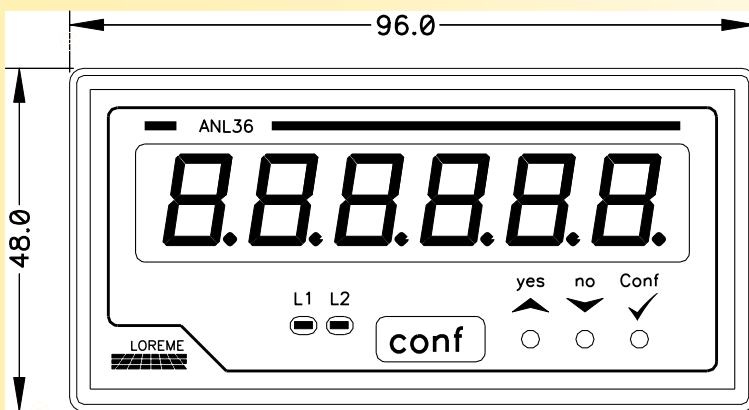 96.0
48.0
ANL36
8.8.8.8.8.8.
yes no Conf
L1 L2
conf
LOREME